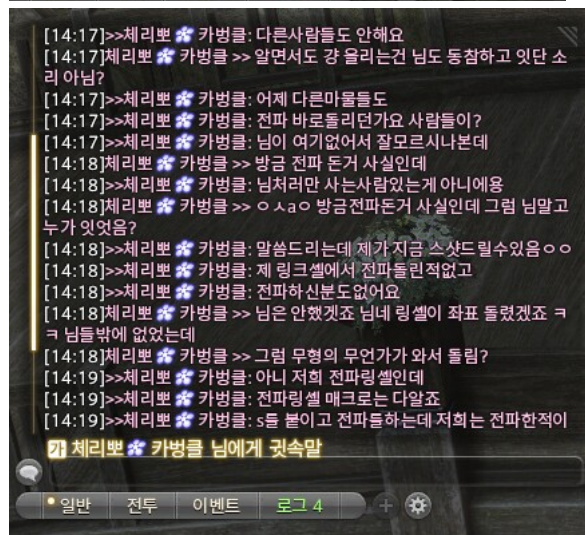 [14:17]>>체리뽀 카벙클: 다른사람들도 안해요
[14:17]체리뽀 카벙클 >> 알면서도 걍 올리는건 님도 동참하고 잇단 소
리 아님?
[14:17]>>체리뽀 카벙클: 어제 다른마물들도
[14:17]>>체리뽀 카벙클: 전파 바로돌리던가요 사람들이?
[14:17]>>체리뽀 카벙클: 님이 여기없어서 잘모르시나본데
[14:18]체리뽀 카벙클 >> 방금 전파 돈거 사실인데
[14:18]>>체리뽀 카벙클: 님처러만 사는사람있는게 아니에용
[14:18]체리뽀 카벙클 >> ㅇㅅaㅇ 방금전파돈거 사실인데 그럼 님말고
누가 잇엇음?
[14:18]>>체리뽀 카벙클: 말씀드리는데 제가 지금 스샷드릴수있음ㅇㅇ
[14:18]>>체리뽀 카벙클: 제 링크셸에서 전파돌린적없고
[14:18]>>체리뽀 카벙클: 전파하신분도없어요
[14:18]체리뽀 카벙클 >> 님은 안했겟죠 님네 링셸이 좌표 돌렸겠죠 ㅋ
ㅋ 님들밖에 없었는데
[14:18]체리뽀 카벙클 >> 그럼 무형의 무언가가 와서 돌림?
[14:19]>>체리뽀 카벙클: 아니 저희 전파링셸인데
[14:19]>>체리뽀 카벙클: 전파링셸 매크로는 다알죠
[14:19]>>체리뽀 카벙클: s들 붙이고 전파들하는데 저희는 전파한적이
가 체리뽀 카벙클 님에게 귓속말
일반 전투 이벤트 로그 4